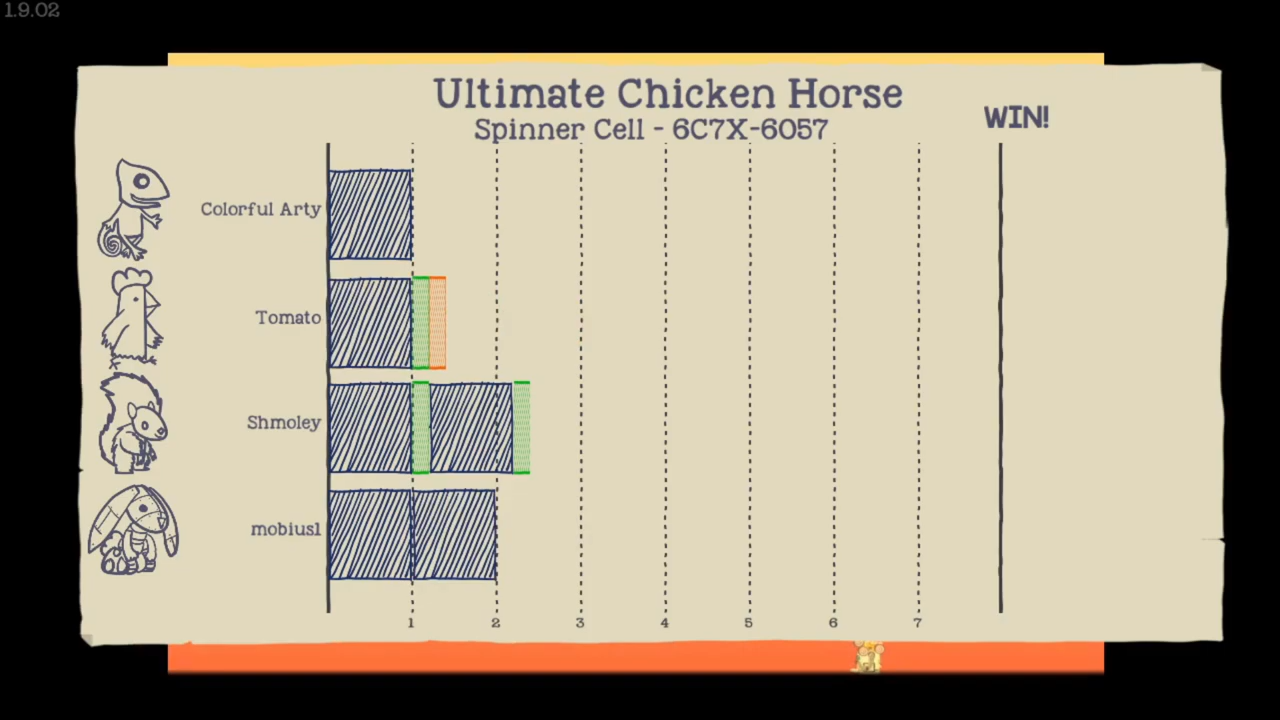 1.9.02
Ultimate Chicken Horse
Spinner Cell - 6C7X-6057
WIN!
Colorful Arty
Tomato
Shmoley
mobius1
1 2 3 4 5 6 7